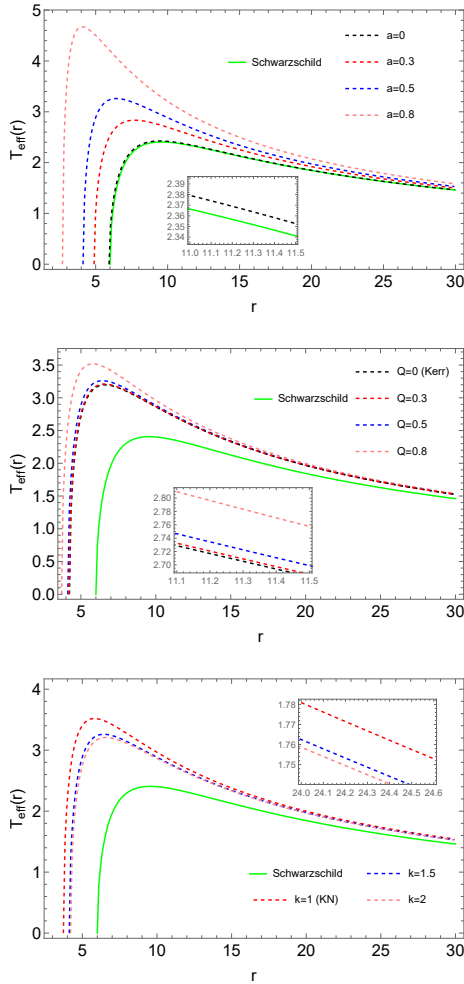 5
4
3
2
1
0
T_eff(r)
Schwarzschild
a=0
a=0.3
a=0.5
a=0.8
2.39
2.38
2.37
2.36
2.35
2.34
11.0 11.1 11.2 11.3 11.4 11.5
5 10 15 20 25 30
r
3.5
3.0
2.5
2.0
1.5
1.0
0.5
0.0
T_eff(r)
Schwarzschild
Q=0 (Kerr)
Q=0.3
Q=0.5
Q=0.8
2.80
2.78
2.76
2.74
2.72
2.70
11.1 11.2 11.3 11.4 11.5
5 10 15 20 25 30
r
4
3
2
1
0
T_eff(r)
1.78
1.77
1.76
1.75
24.0 24.1 24.2 24.3 24.4 24.5 24.6
Schwarzschild k=1.5
k=1 (KN) k=2
5 10 15 20 25 30
r